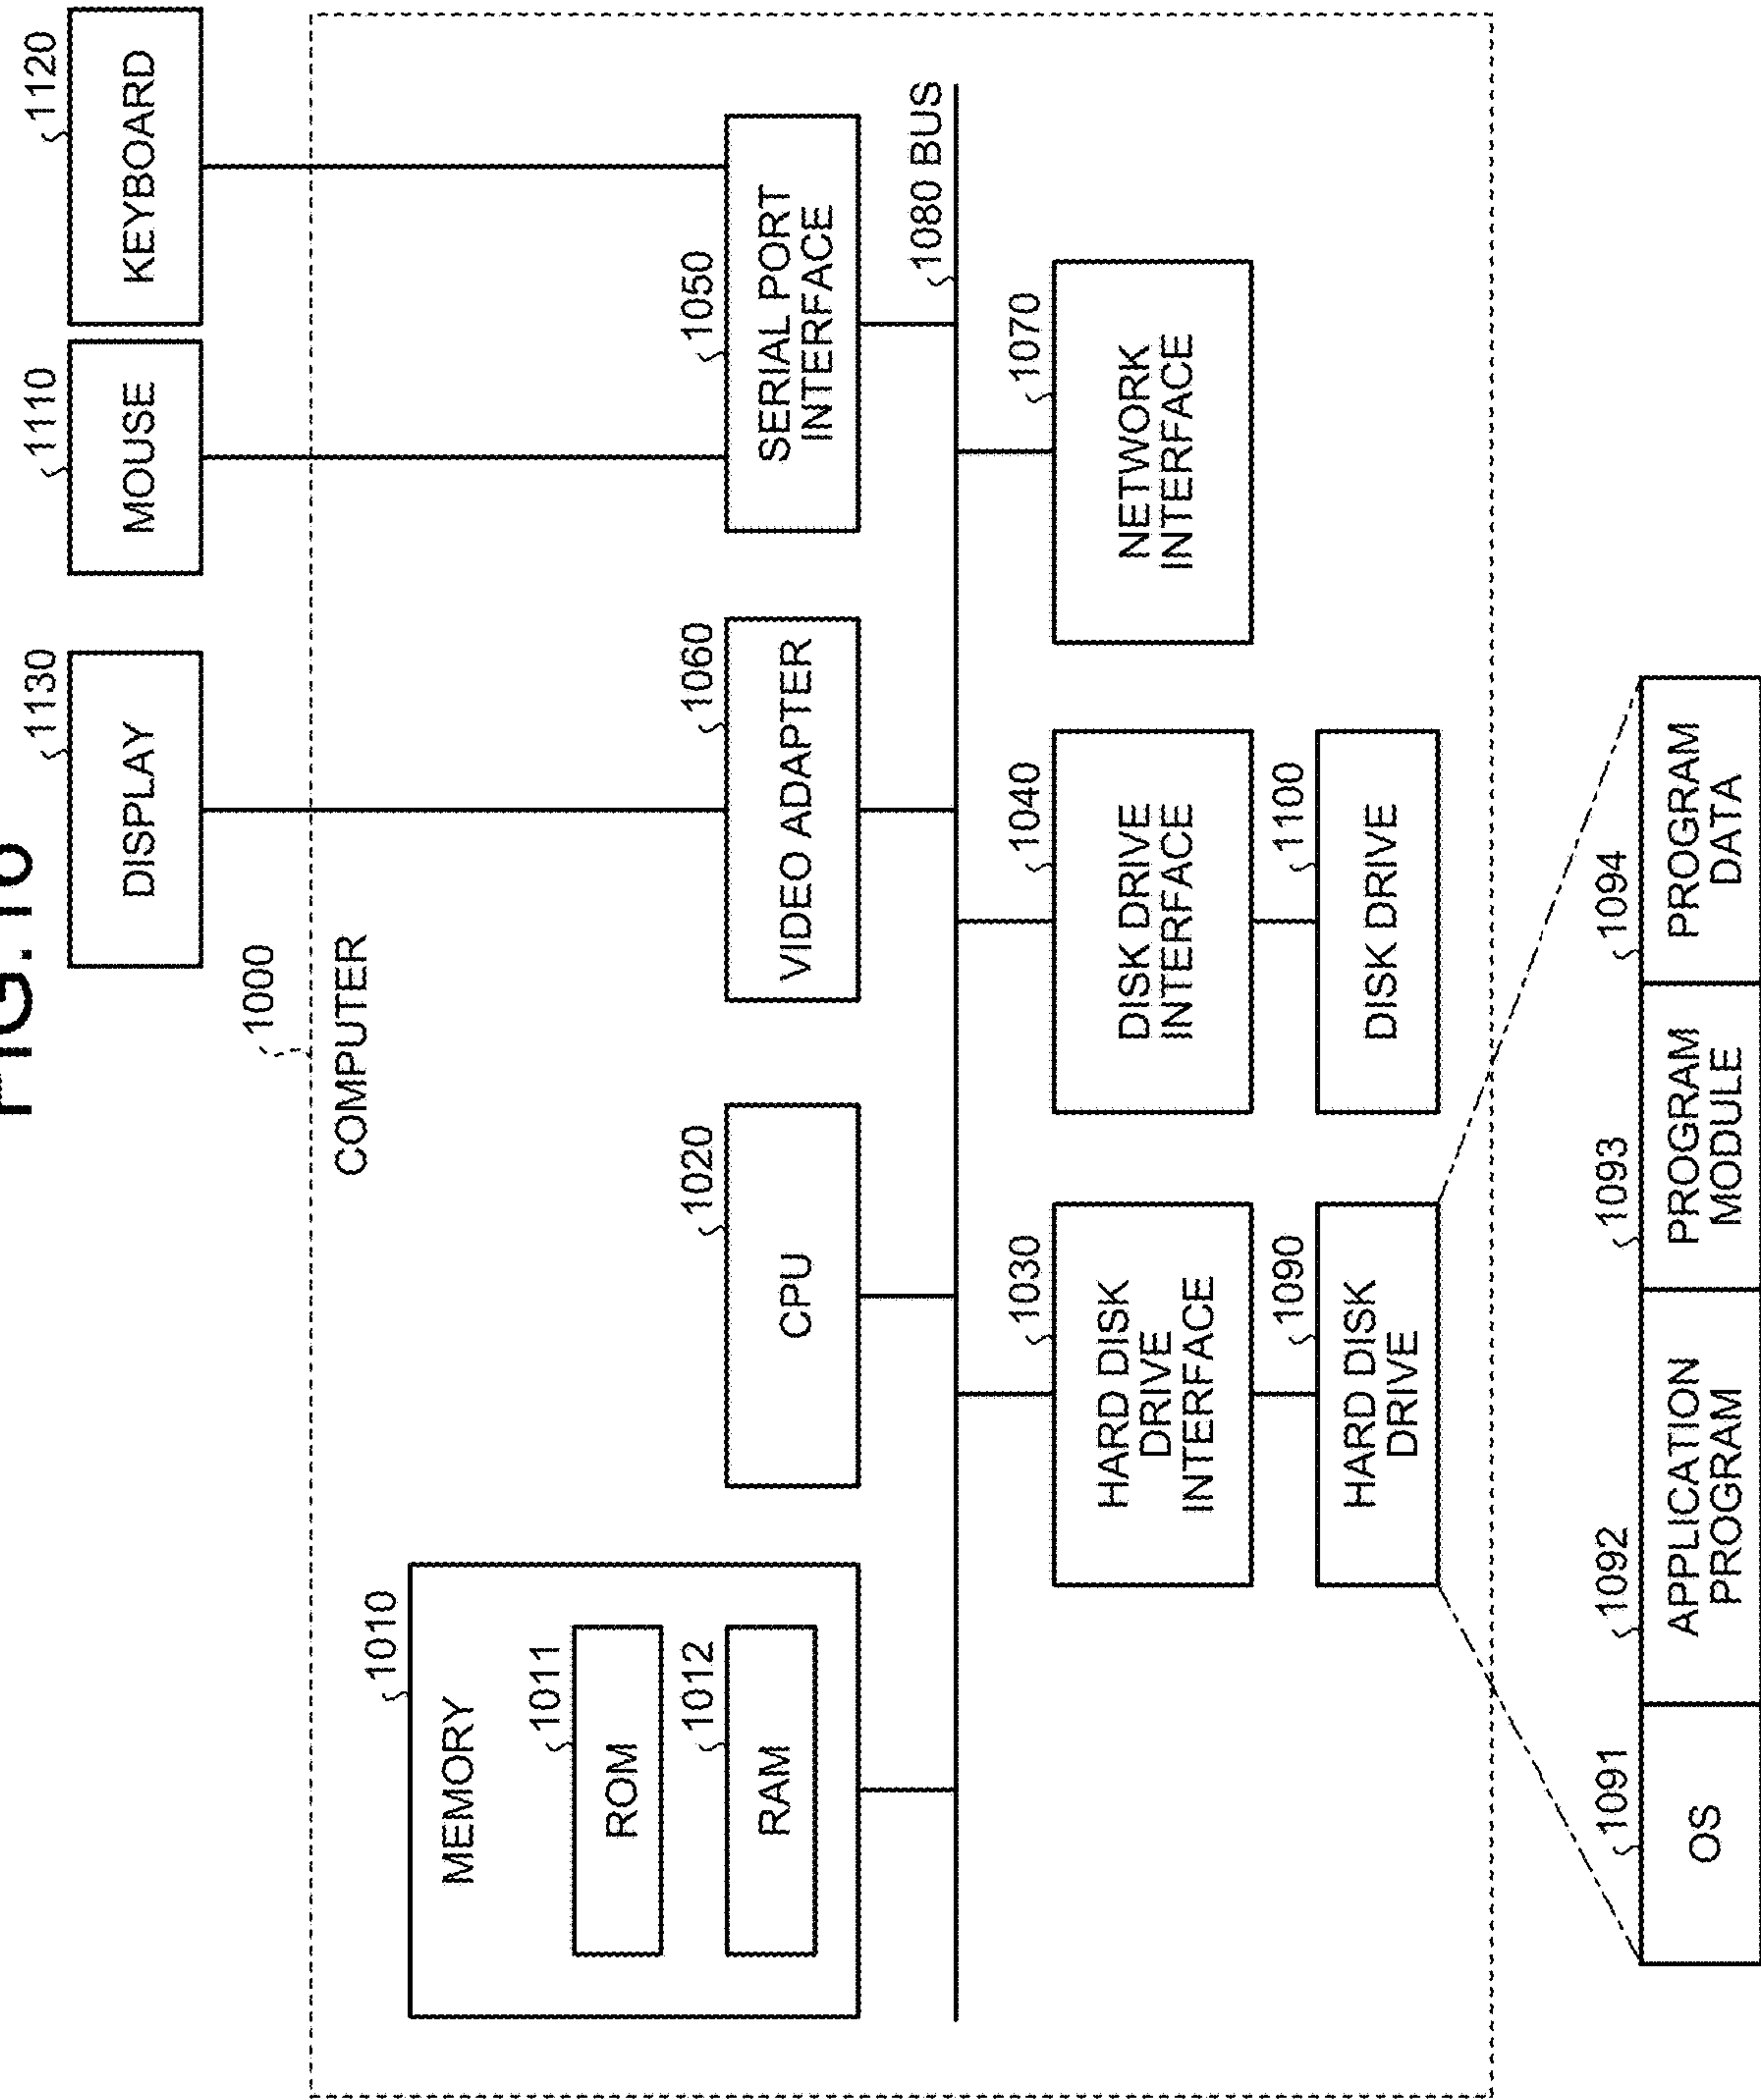 1130
DISPLAY
1110
MOUSE
1120
KEYBOARD
1000
COMPUTER
1010
MEMORY
1011
ROM
1012
RAM
1020
CPU
1060
VIDEO ADAPTER
1050
SERIAL PORT
INTERFACE
1080 BUS
1030
HARD DISK
DRIVE
INTERFACE
1040
DISK DRIVE
INTERFACE
1070
NETWORK
INTERFACE
1090
HARD DISK
DRIVE
1100
DISK DRIVE
1091
OS
1092
APPLICATION
PROGRAM
1093
PROGRAM
MODULE
1094
PROGRAM
DATA